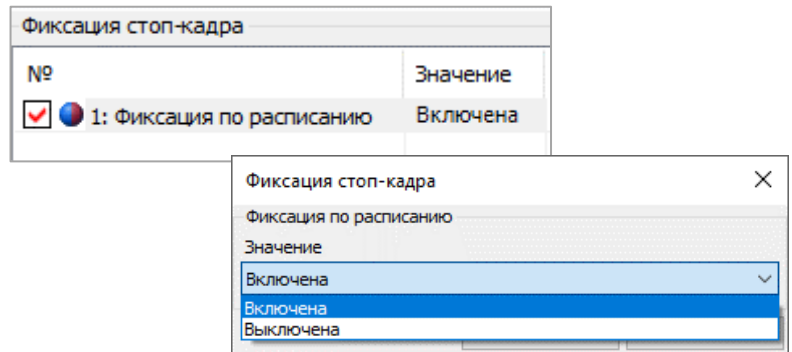 Фиксация стоп-кадра
№ Значение
1: Фиксация по расписанию Включена
Фиксация стоп-кадра
Фиксация по расписанию
Значение
Включена
Включена
Выключена